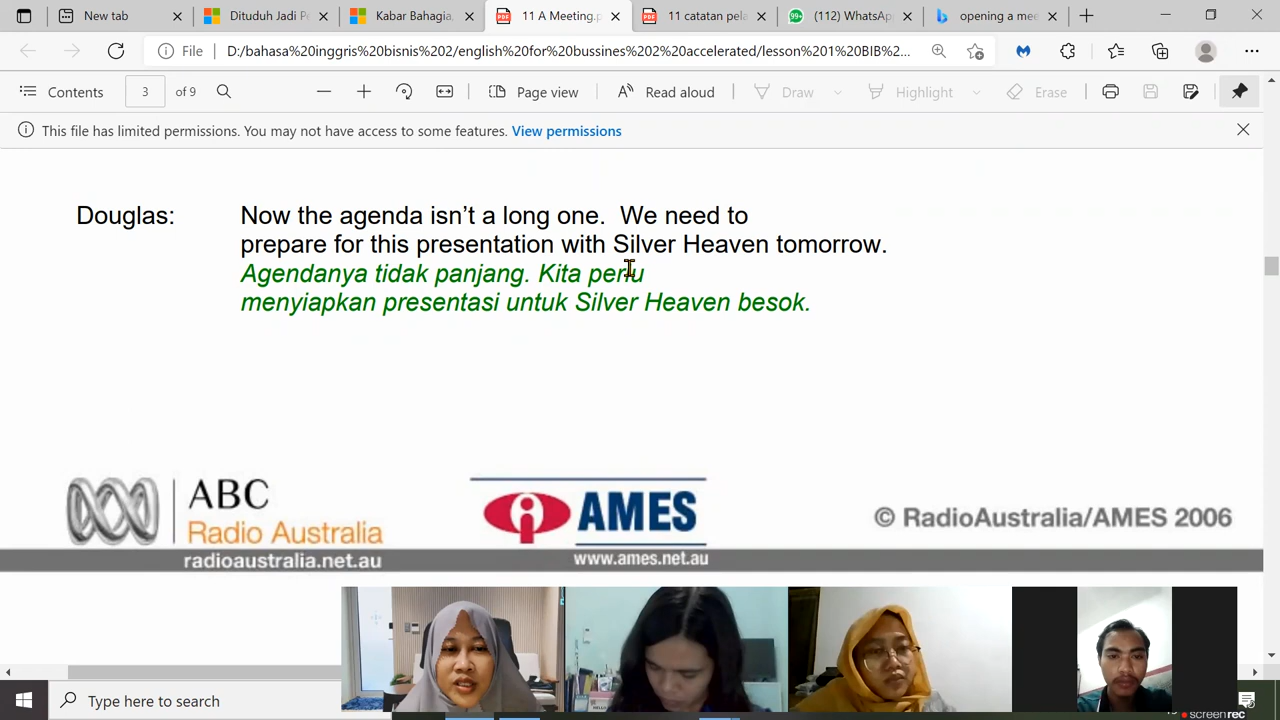 New tab
Dituduh Jadi P
Kabar Bahagia,
11 A Meeting.p
11 catatan pela
99+
(112) WhatsAp
opening a mee
File
D:/bahasa%20inggris%20bisnis%202/english%20for%20bussines%202%20accelerated/lesson%201%20BIB%2...
Contents
3
of 9
Page view
Read aloud
Draw
Highlight
Erase
This file has limited permissions. You may not have access to some features. View permissions
Douglas: Now the agenda isn't a long one. We need to
prepare for this presentation with Silver Heaven tomorrow.
Agendanya tidak panjang. Kita perlu
menyiapkan presentasi untuk Silver Heaven besok.
ABC
Radio Australia
radioaustralia.net.au
AMES
www.ames.net.au
© RadioAustralia/AMES 2006
Type here to search
screenrec